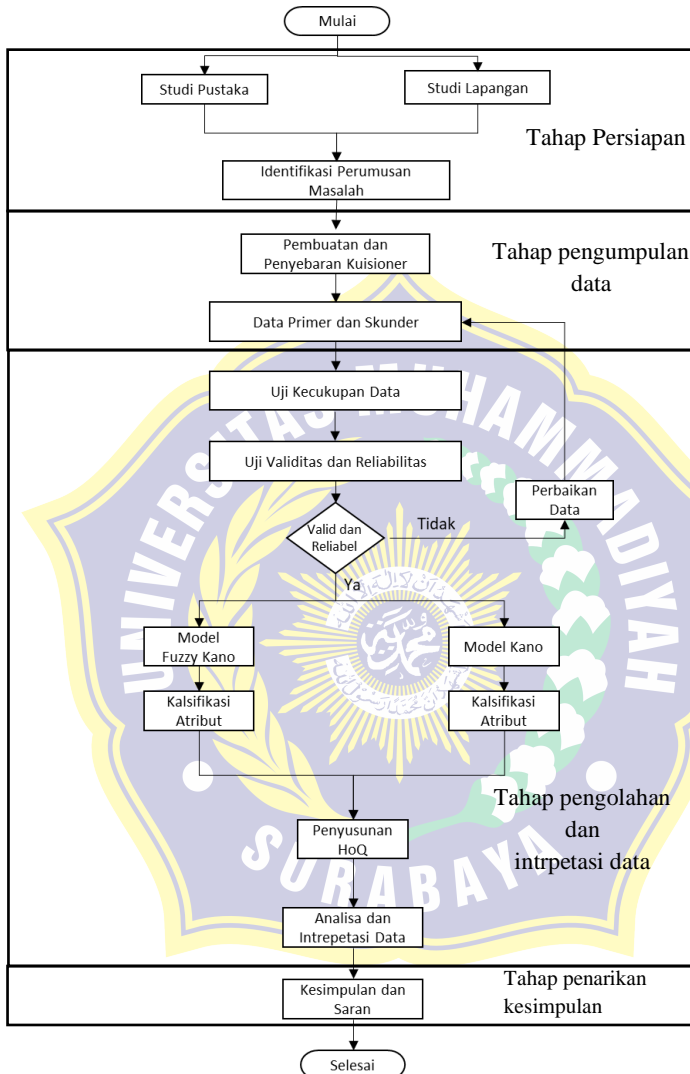 Mulai
Studi Pustaka
Studi Lapangan
Tahap Persiapan
Identifikasi Perumusan
Masalah
Pembuatan dan
Penyebaran Kuisioner
Tahap pengumpulan
data
Data Primer dan Skunder
Uji Kecukupan Data
Uji Validitas dan Reliabilitas
Perbaikan
Data
Valid dan
Reliabel
Tidak
Ya
Model
Fuzzy Kano
Model Kano
Kalsifikasi
Atribut
Kalsifikasi
Atribut
Tahap pengolahan
dan
intrpetasi data
Penyusunan
HoQ
Analisa dan
Intrepetasi Data
Tahap penarikan
kesimpulan
Kesimpulan dan
Saran
Selesai
UNIVERSITAS MUHAMMADIYAH
SURABAYA